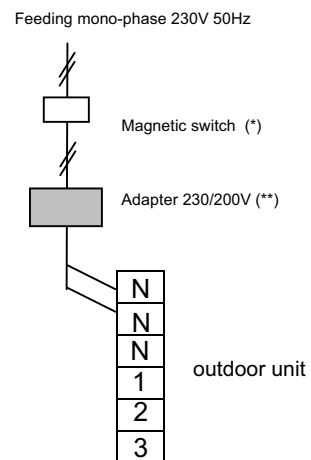 Feeding mono-phase 230V 50Hz
Magnetic switch (*)
Adapter 230/200V (**)
N
N
N
1
outdoor unit
2
3